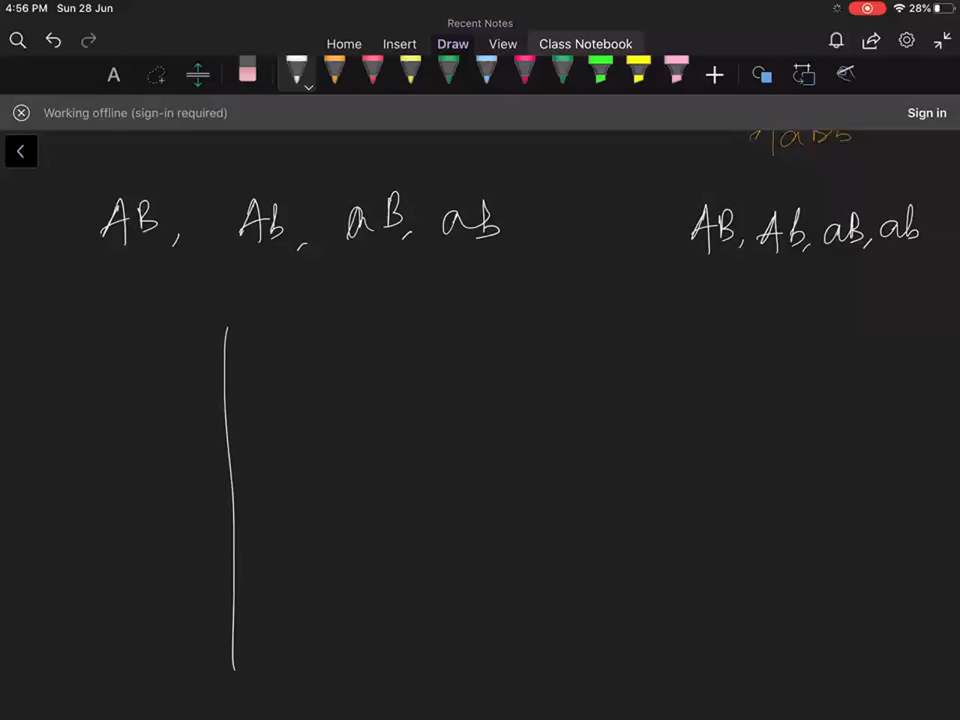 4:56 PM Sun 28 Jun 28%
Recent Notes
Home Insert Draw View Class Notebook
A
Working offline (sign-in required) Sign in
AB, Ab, aB, ab AB, Ab, aB, ab